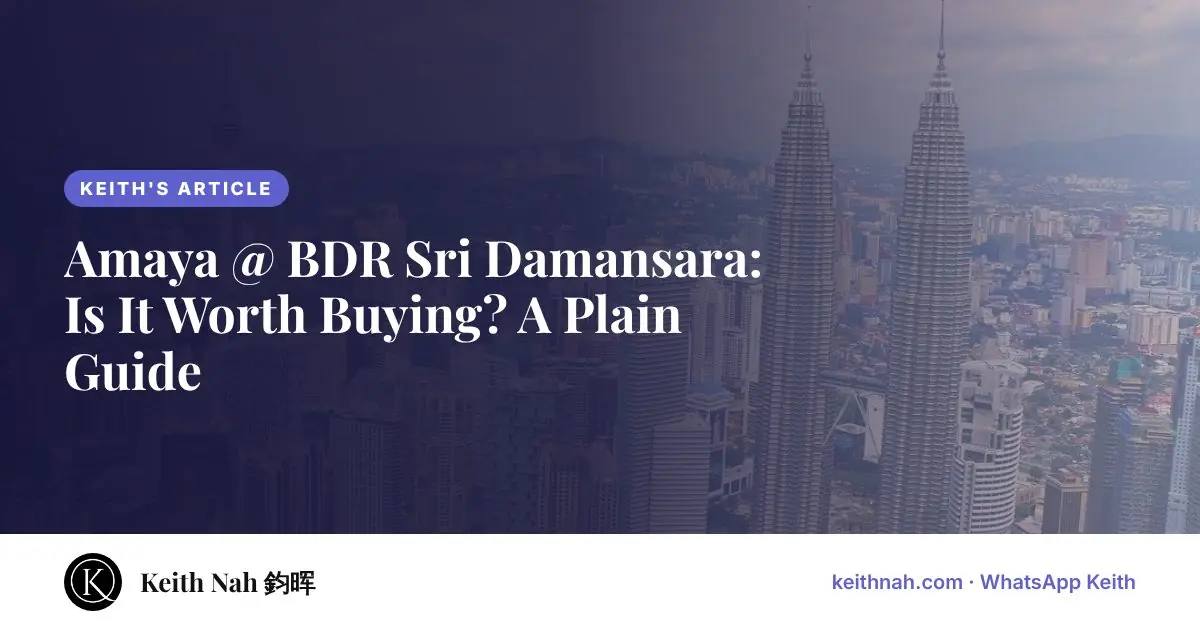 KEITH'S ARTICLE
Amaya @ BDR Sri Damansara:
Is It Worth Buying? A Plain
Guide
K
Keith Nah 鈞晖
keithnah.com · WhatsApp Keith